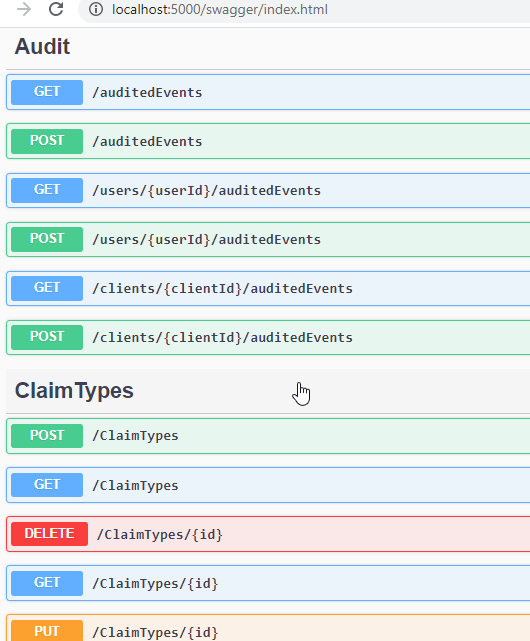 localhost:5000/swagger/index.html
Audit
GET /auditedEvents
POST /auditedEvents
GET /users/{userId}/auditedEvents
POST /users/{userId}/auditedEvents
GET /clients/{clientId}/auditedEvents
POST /clients/{clientId}/auditedEvents
ClaimTypes
POST /ClaimTypes
GET /ClaimTypes
DELETE /ClaimTypes/{id}
GET /ClaimTypes/{id}
PUT /ClaimTypes/{id}